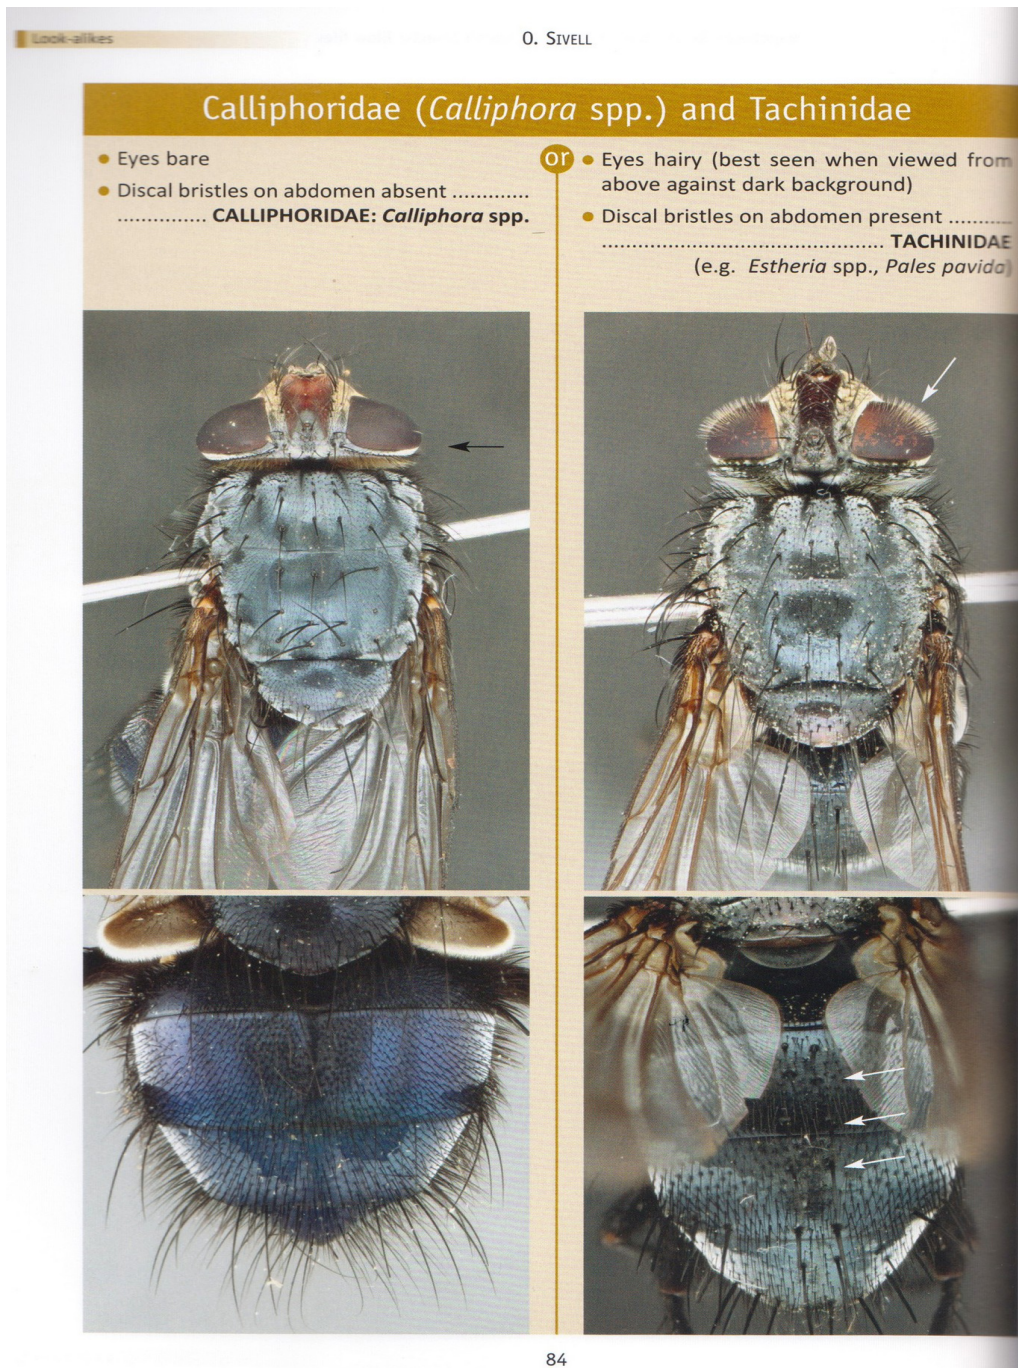 Look-alikes
O. SIVELL
Calliphoridae (Calliphora spp.) and Tachinidae
• Eyes bare
• Discal bristles on abdomen absent .............
............... CALLIPHORIDAE: Calliphora spp.
or
• Eyes hairy (best seen when viewed from
above against dark background)
• Discal bristles on abdomen present ...........
................................................ TACHINIDAE
(e.g. Estheria spp., Pales pavida)
84